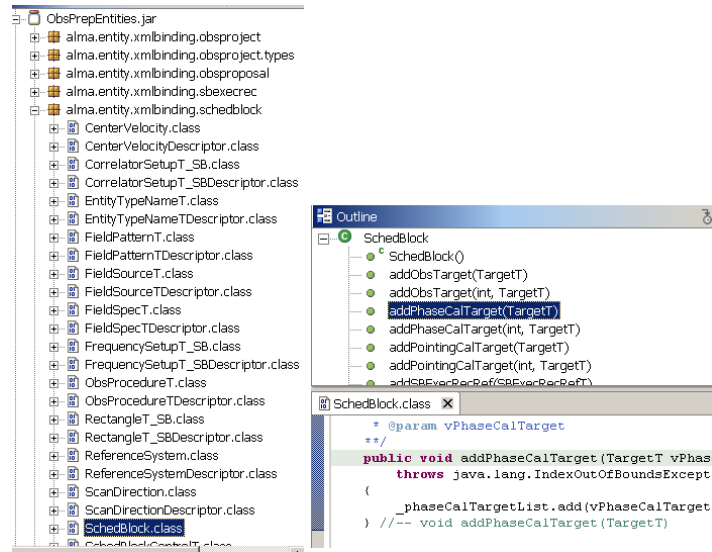 ObsPrepEntities.jar
alma.entity.xmlbinding.obsproject
alma.entity.xmlbinding.obsproject.types
alma.entity.xmlbinding.obsproposal
alma.entity.xmlbinding.sbexecrec
alma.entity.xmlbinding.schedblock
CenterVelocity.class
CenterVelocityDescriptor.class
CorrelatorSetupT_SB.class
CorrelatorSetupT_SBDescriptor.class
EntityTypeNameT.class
EntityTypeNameTDescriptor.class
FieldPatternT.class
FieldPatternTDescriptor.class
FieldSourceT.class
FieldSourceTDescriptor.class
FieldSpecT.class
FieldSpecTDescriptor.class
FrequencySetupT_SB.class
FrequencySetupT_SBDescriptor.class
ObsProcedureT.class
ObsProcedureTDescriptor.class
RectangleT_SB.class
RectangleT_SBDescriptor.class
ReferenceSystem.class
ReferenceSystemDescriptor.class
ScanDirection.class
ScanDirectionDescriptor.class
SchedBlock.class
SchedBlockControlT.class
Outline
SchedBlock
SchedBlock()
addObsTarget(TargetT)
addObsTarget(int, TargetT)
addPhaseCalTarget(TargetT)
addPhaseCalTarget(int, TargetT)
addPointingCalTarget(TargetT)
addPointingCalTarget(int, TargetT)
addSBExecRecRef(SBExecRecRefT)
SchedBlock.class
* @param vPhaseCalTarget
**/
public void addPhaseCalTarget(TargetT vPhas
throws java.lang.IndexOutOfBoundsExcept
{
_phaseCalTargetList.add(vPhaseCalTarget
} //-- void addPhaseCalTarget(TargetT)